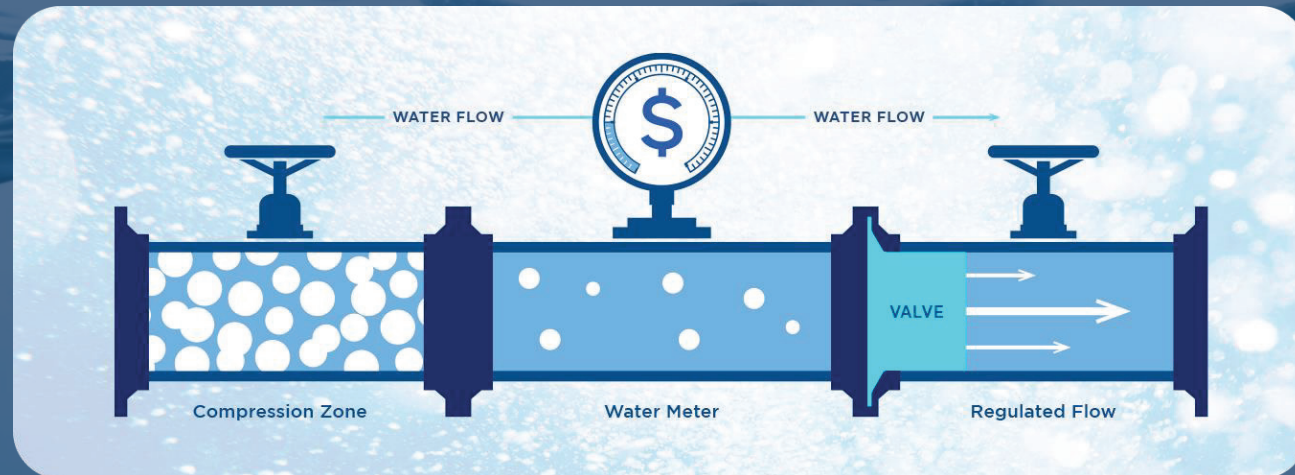 WATER FLOW
$
WATER FLOW
VALVE
Compression Zone
Water Meter
Regulated Flow